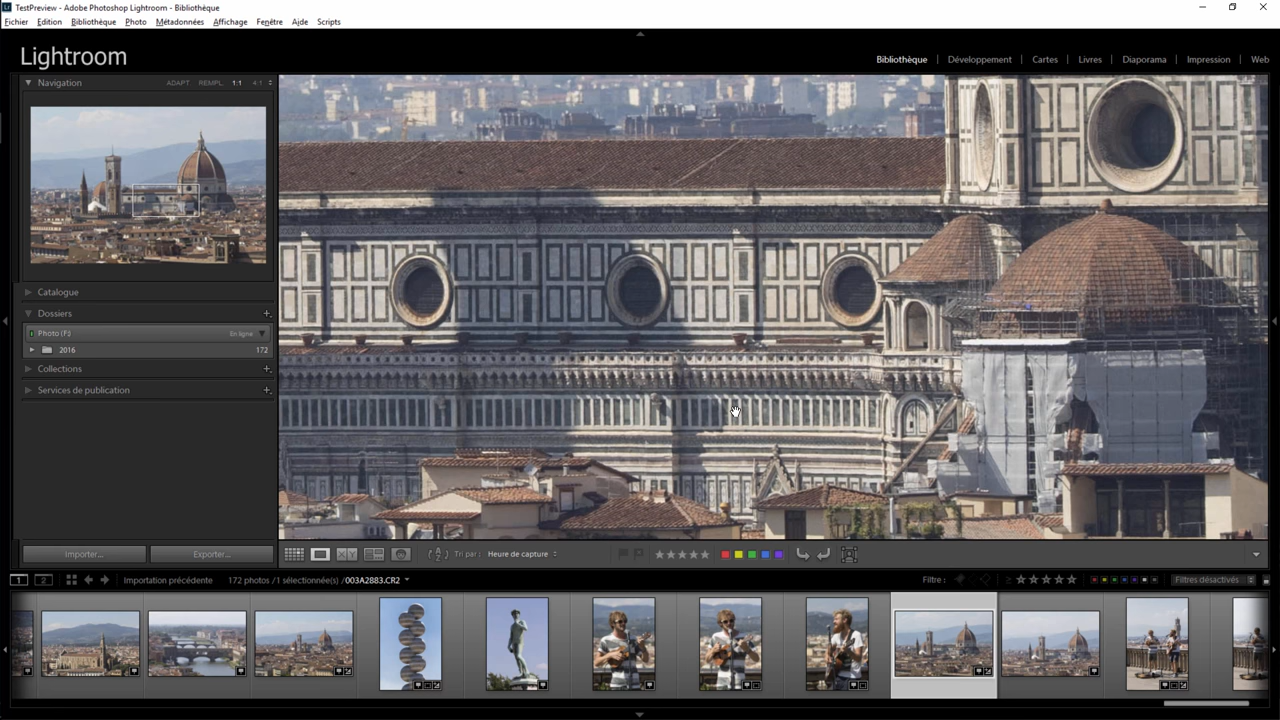 Lr TestPreview - Adobe Photoshop Lightroom - Bibliothèque
Fichier Edition Bibliothèque Photo Métadonnées Affichage Fenêtre Aide Scripts
Lightroom
Bibliothèque | Développement | Cartes | Livres | Diaporama | Impression | Web
Navigation ADAPT. REMPL. 1:1 4:1
Catalogue
Dossiers
Photo (F:) En ligne
2016 172
Collections
Services de publication
Importer... Exporter...
XY Tri par : Heure de capture
1 2 Importation précédente 172 photos /1 sélectionnée(s) /003A2883.CR2 Filtre : Filtres désactivés